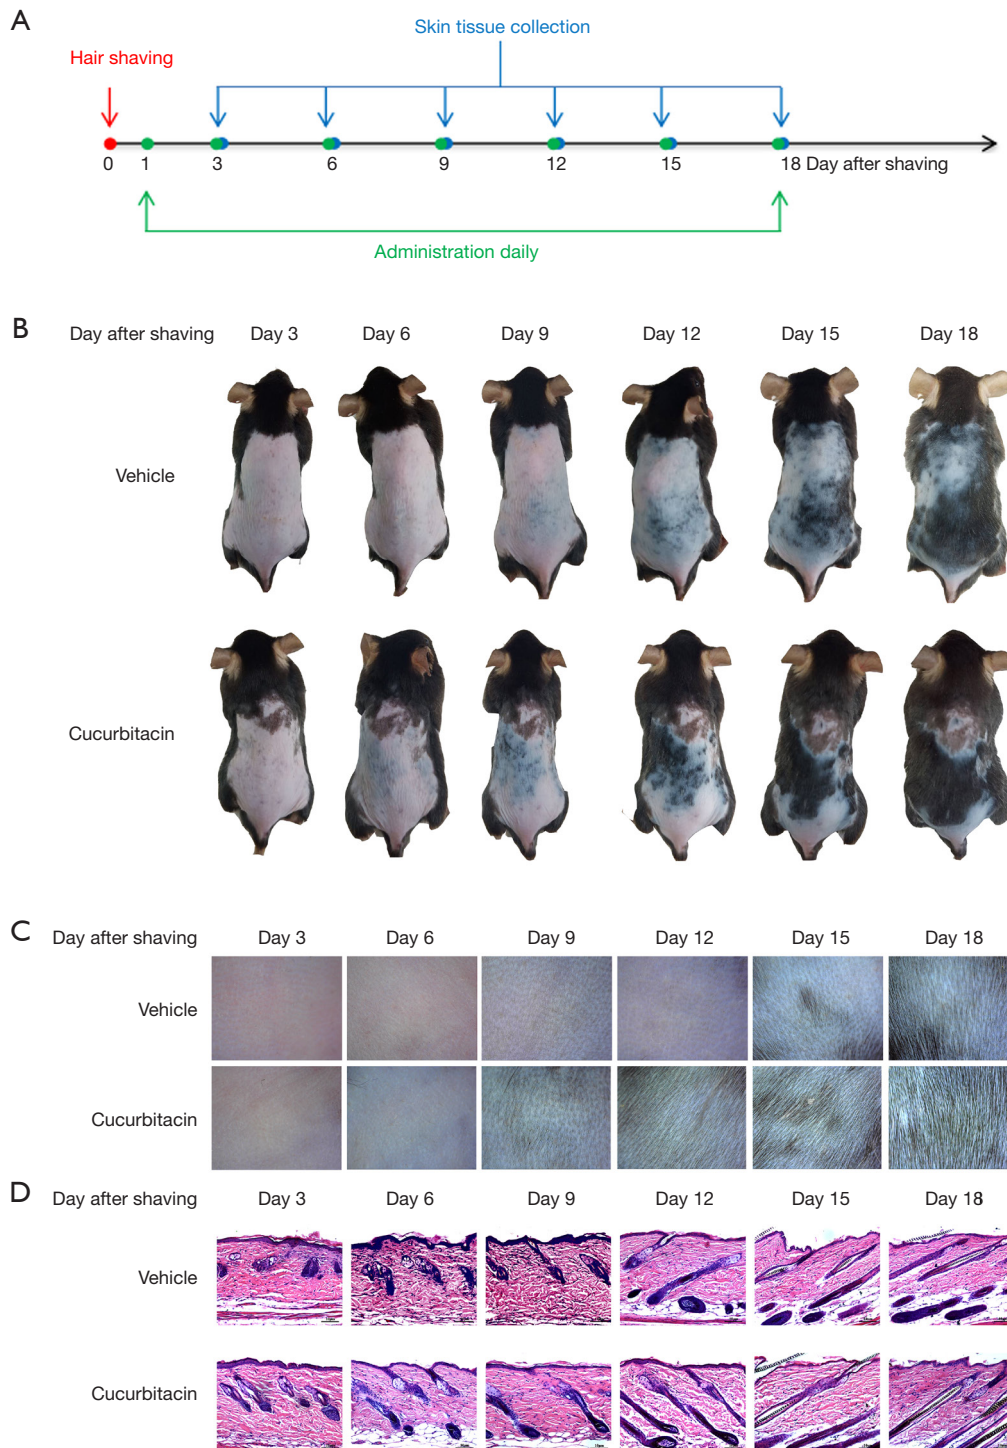 A
Skin tissue collection
Hair shaving
0 1 3 6 9 12 15 18 Day after shaving
Administration daily
B
Day after shaving Day 3 Day 6 Day 9 Day 12 Day 15 Day 18
Vehicle
Cucurbitacin
C
Day after shaving Day 3 Day 6 Day 9 Day 12 Day 15 Day 18
Vehicle
Cucurbitacin
D
Day after shaving Day 3 Day 6 Day 9 Day 12 Day 15 Day 18
Vehicle
Cucurbitacin